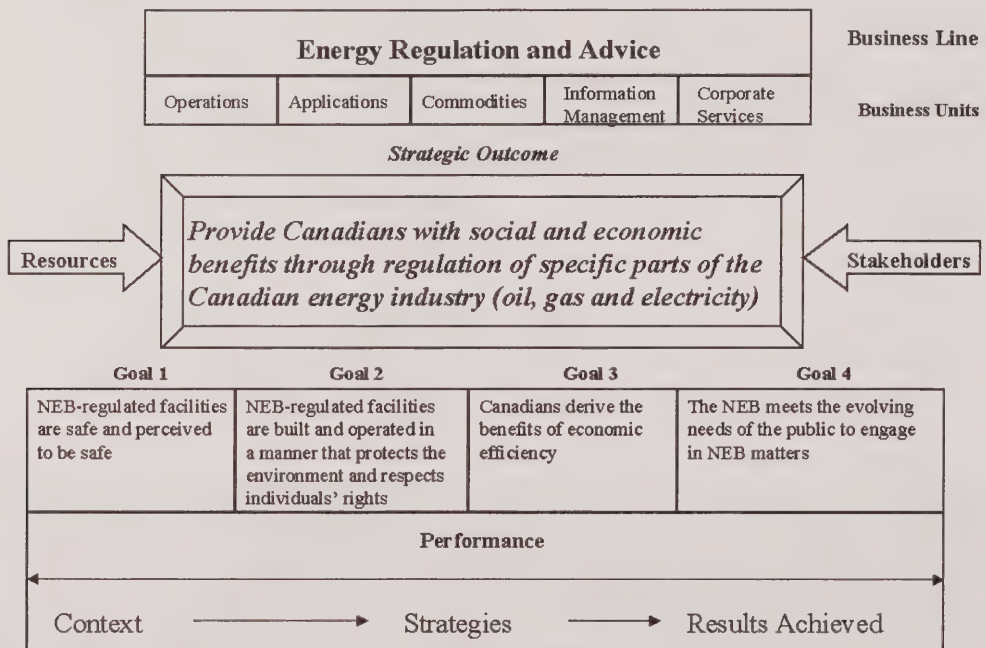 Energy Regulation and Advice
Business Line
Operations
Applications
Commodities
Information
Management
Corporate
Services
Business Units
Strategic Outcome
Resources
Provide Canadians with social and economic
benefits through regulation of specific parts of the
Canadian energy industry (oil, gas and electricity)
Stakeholders
Goal 1
Goal 2
Goal 3
Goal 4
NEB-regulated facilities
are safe and perceived
to be safe
NEB-regulated facilities
are built and operated in
a manner that protects the
environment and respects
individuals' rights
Canadians derive the
benefits of economic
efficiency
The NEB meets the evolving
needs of the public to engage
in NEB matters
Performance
Context
Strategies
Results Achieved